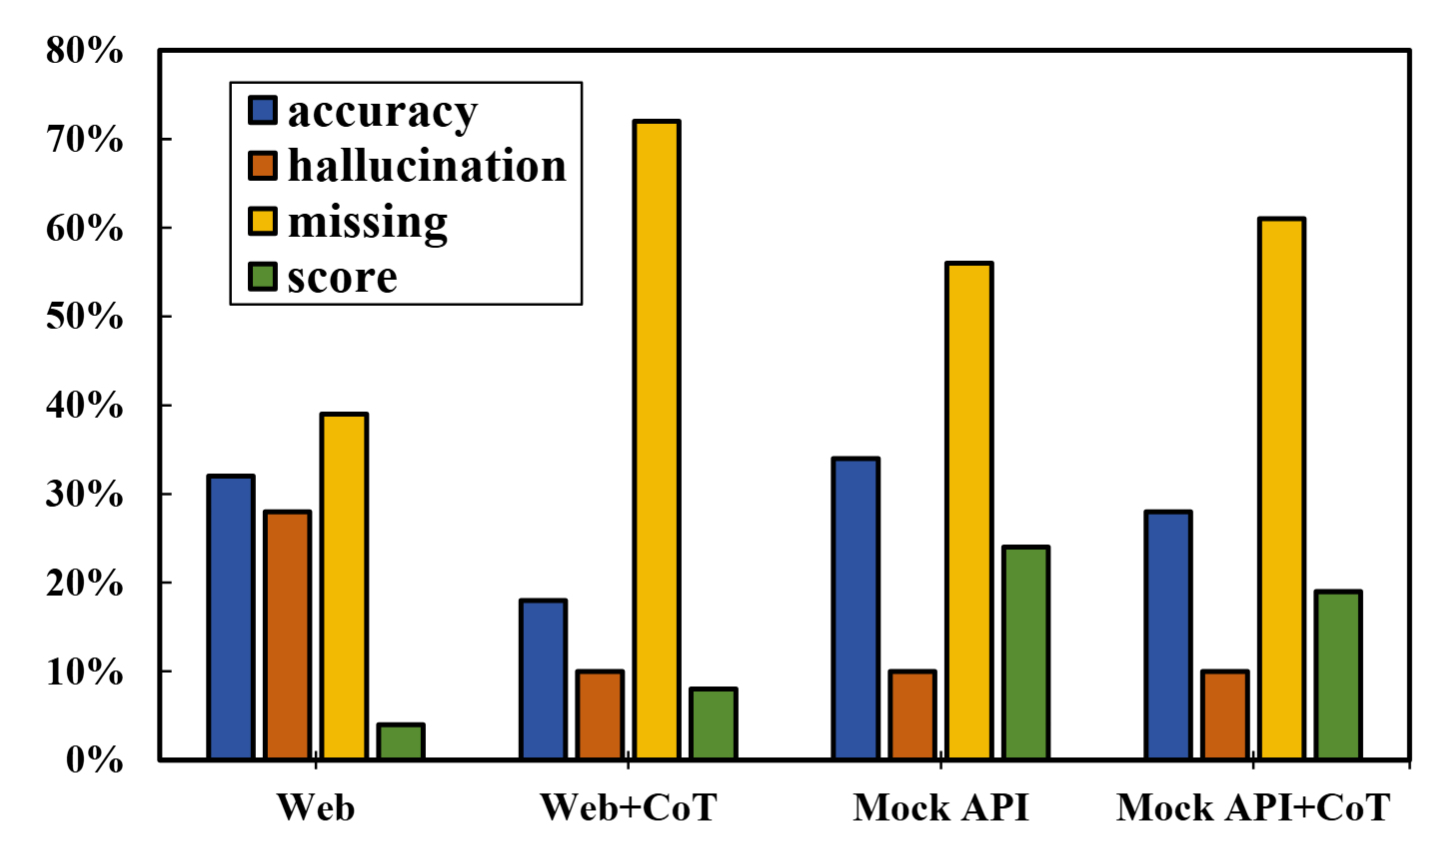 80%
70%
60%
50%
40%
30%
20%
10%
0%
accuracy
hallucination
missing
score
Web
Web+CoT
Mock API
Mock API+CoT